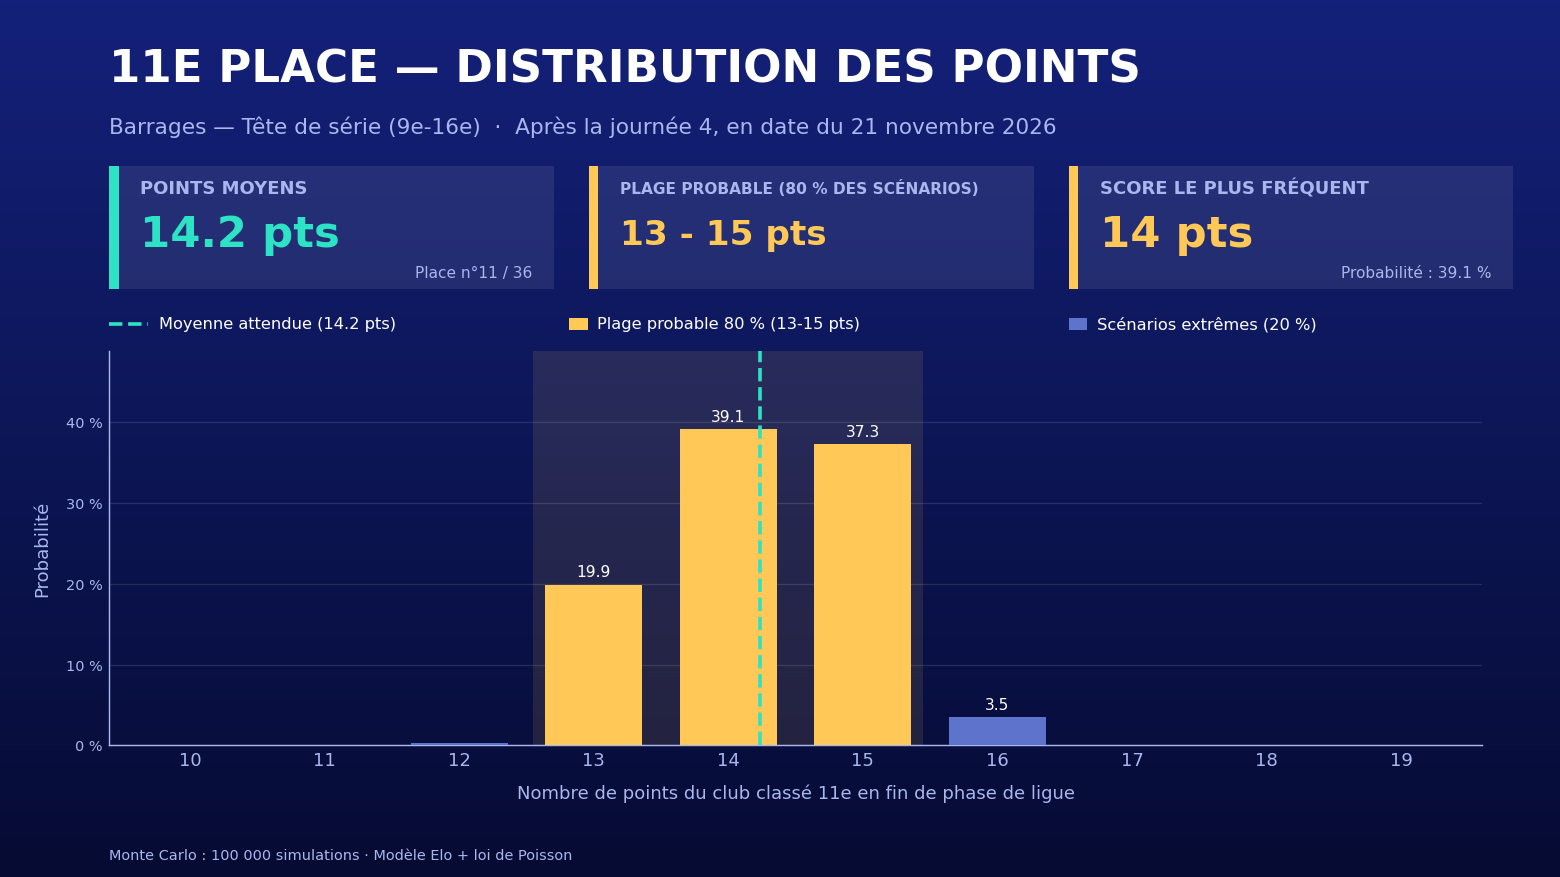 11E PLACE — DISTRIBUTION DES POINTS
Barrages — Tête de série (9e-16e) · Après la journée 4, en date du 21 novembre 2026
POINTS MOYENS
14.2 pts
Place n°11 / 36
PLAGE PROBABLE (80 % DES SCÉNARIOS)
13 - 15 pts
SCORE LE PLUS FRÉQUENT
14 pts
Probabilité : 39.1 %
Moyenne attendue (14.2 pts)
Plage probable 80 % (13-15 pts)
Scénarios extrêmes (20 %)
Probabilité
40 %
30 %
20 %
10 %
0 %
19.9
39.1
37.3
3.5
10 11 12 13 14 15 16 17 18 19
Nombre de points du club classé 11e en fin de phase de ligue
Monte Carlo : 100 000 simulations · Modèle Elo + loi de Poisson